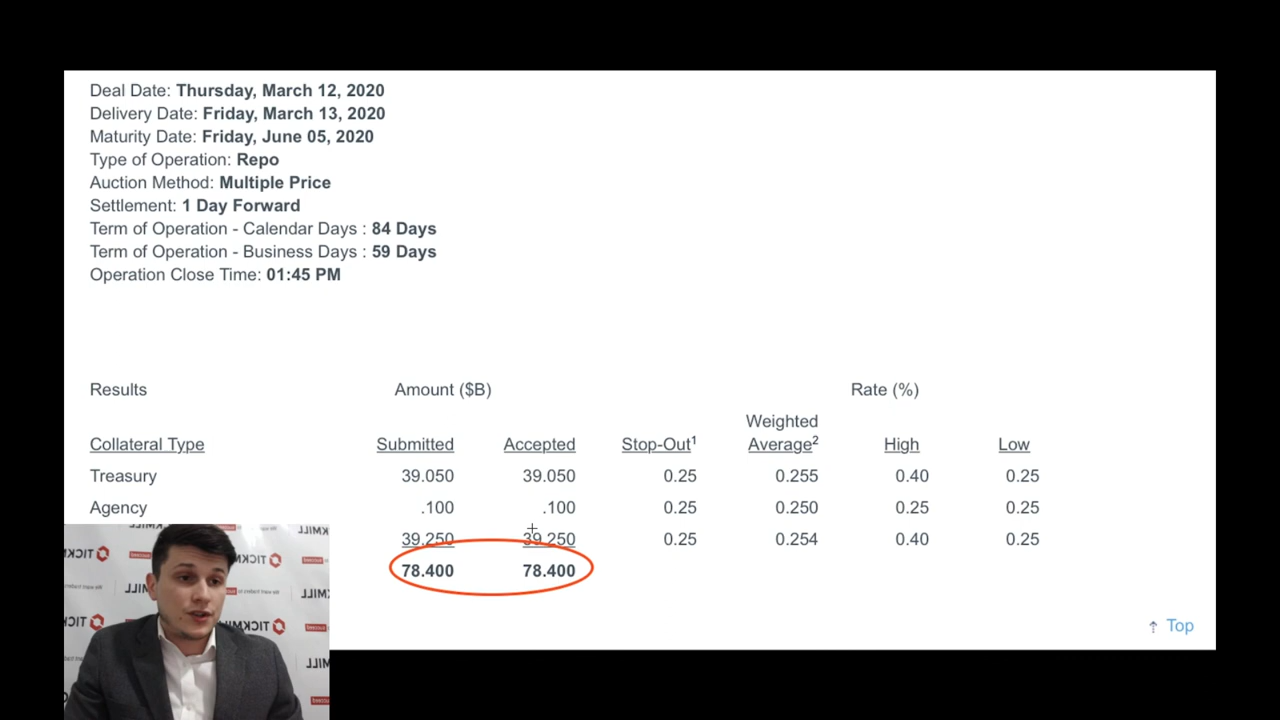 Deal Date: Thursday, March 12, 2020
Delivery Date: Friday, March 13, 2020
Maturity Date: Friday, June 05, 2020
Type of Operation: Repo
Auction Method: Multiple Price
Settlement: 1 Day Forward
Term of Operation - Calendar Days : 84 Days
Term of Operation - Business Days : 59 Days
Operation Close Time: 01:45 PM
Results Amount ($B) Rate (%)
Collateral Type Submitted Accepted Stop-Out1 Weighted Average2 High Low
Treasury 39.050 39.050 0.25 0.255 0.40 0.25
Agency .100 .100 0.25 0.250 0.25 0.25
39.250 39.250 0.25 0.254 0.40 0.25
78.400 78.400
↑ Top
TICKMILL